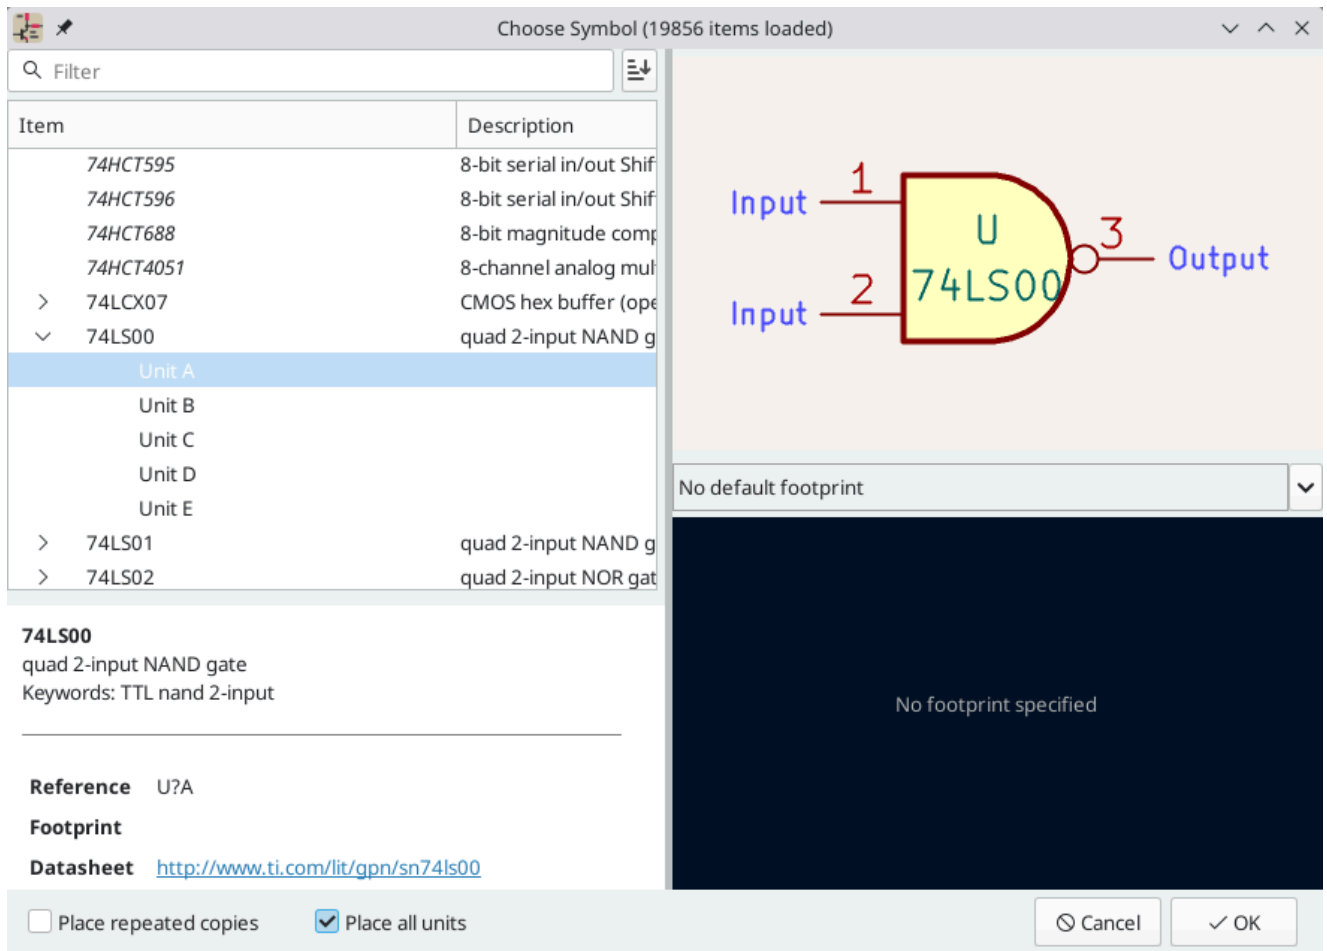 Choose Symbol (19856 items loaded)
Filter
Item Description
74HCT595 8-bit serial in/out Shif
74HCT596 8-bit serial in/out Shif
74HCT688 8-bit magnitude comp
74HCT4051 8-channel analog mul
74LCX07 CMOS hex buffer (ope
74LS00 quad 2-input NAND g
Unit A
Unit B
Unit C
Unit D
Unit E
74LS01 quad 2-input NAND g
74LS02 quad 2-input NOR gat
74LS00
quad 2-input NAND gate
Keywords: TTL nand 2-input
Reference U?A
Footprint
Datasheet http://www.ti.com/lit/gpn/sn74ls00
Input 1
U
3 Output
74LS00
Input 2
No default footprint
No footprint specified
Place repeated copies Place all units
Cancel OK